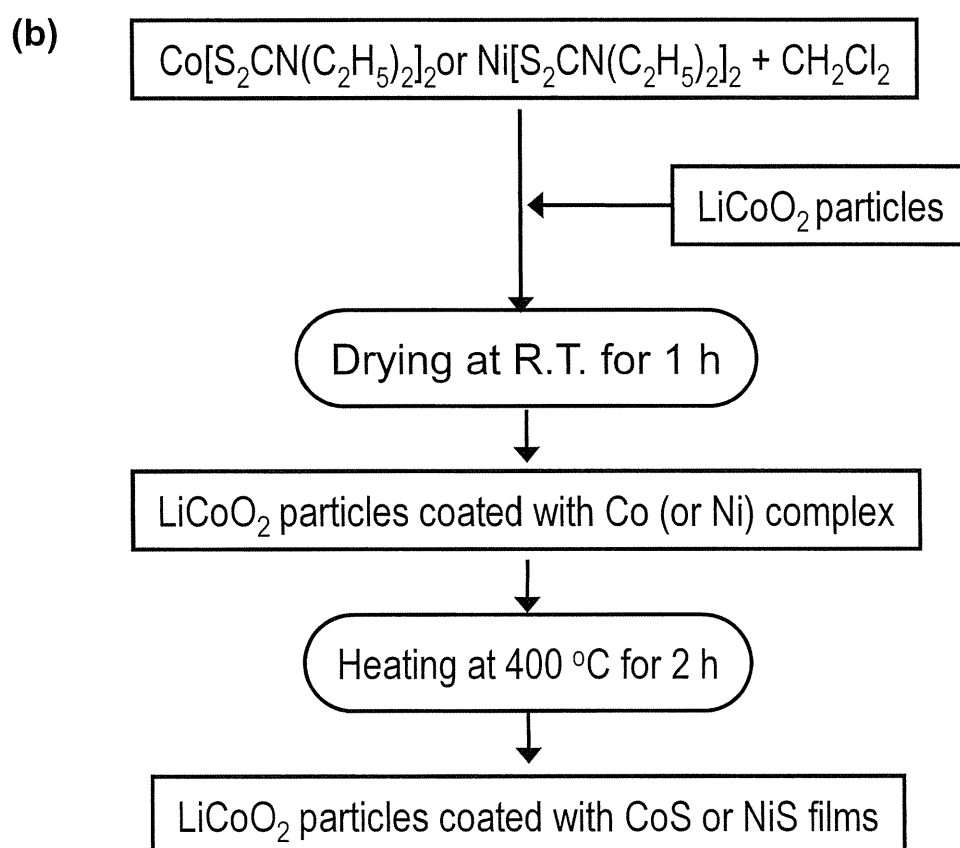 (b)
Co[S₂CN(C₂H₅)₂]₂or Ni[S₂CN(C₂H₅)₂]₂ + CH₂Cl₂
LiCoO₂ particles
Drying at R.T. for 1 h
LiCoO₂ particles coated with Co (or Ni) complex
Heating at 400 ºC for 2 h
LiCoO₂ particles coated with CoS or NiS films